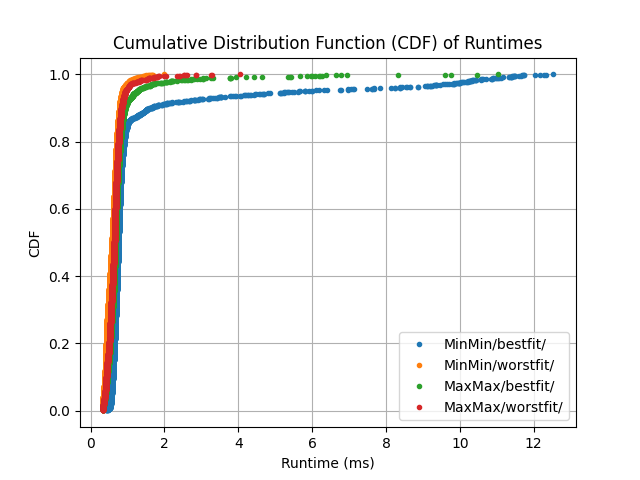 Cumulative Distribution Function (CDF) of Runtimes
1.0
0.8
0.6
0.4
0.2
0.0
CDF
0
2
4
6
8
10
12
Runtime (ms)
MinMin/bestfit/
MinMin/worstfit/
MaxMax/bestfit/
MaxMax/worstfit/